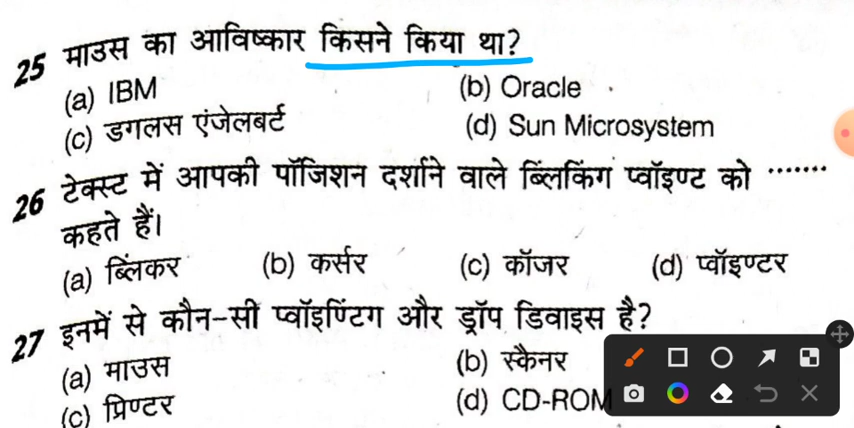 25 माउस का आविष्कार किसने किया था?
(a) IBM (b) Oracle
(c) डगलस एंजेलबर्ट (d) Sun Microsystem
26 टेक्स्ट में आपकी पॉजिशन दर्शाने वाले ब्लिंकिंग प्वॉइण्ट को .......
कहते हैं।
(a) ब्लिंकर (b) कर्सर (c) कॉजर (d) प्वॉइण्टर
27 इनमें से कौन-सी प्वॉइण्टिंग और ड्रॉप डिवाइस है?
(a) माउस (b) स्कैनर
(c) प्रिण्टर (d) CD-ROM